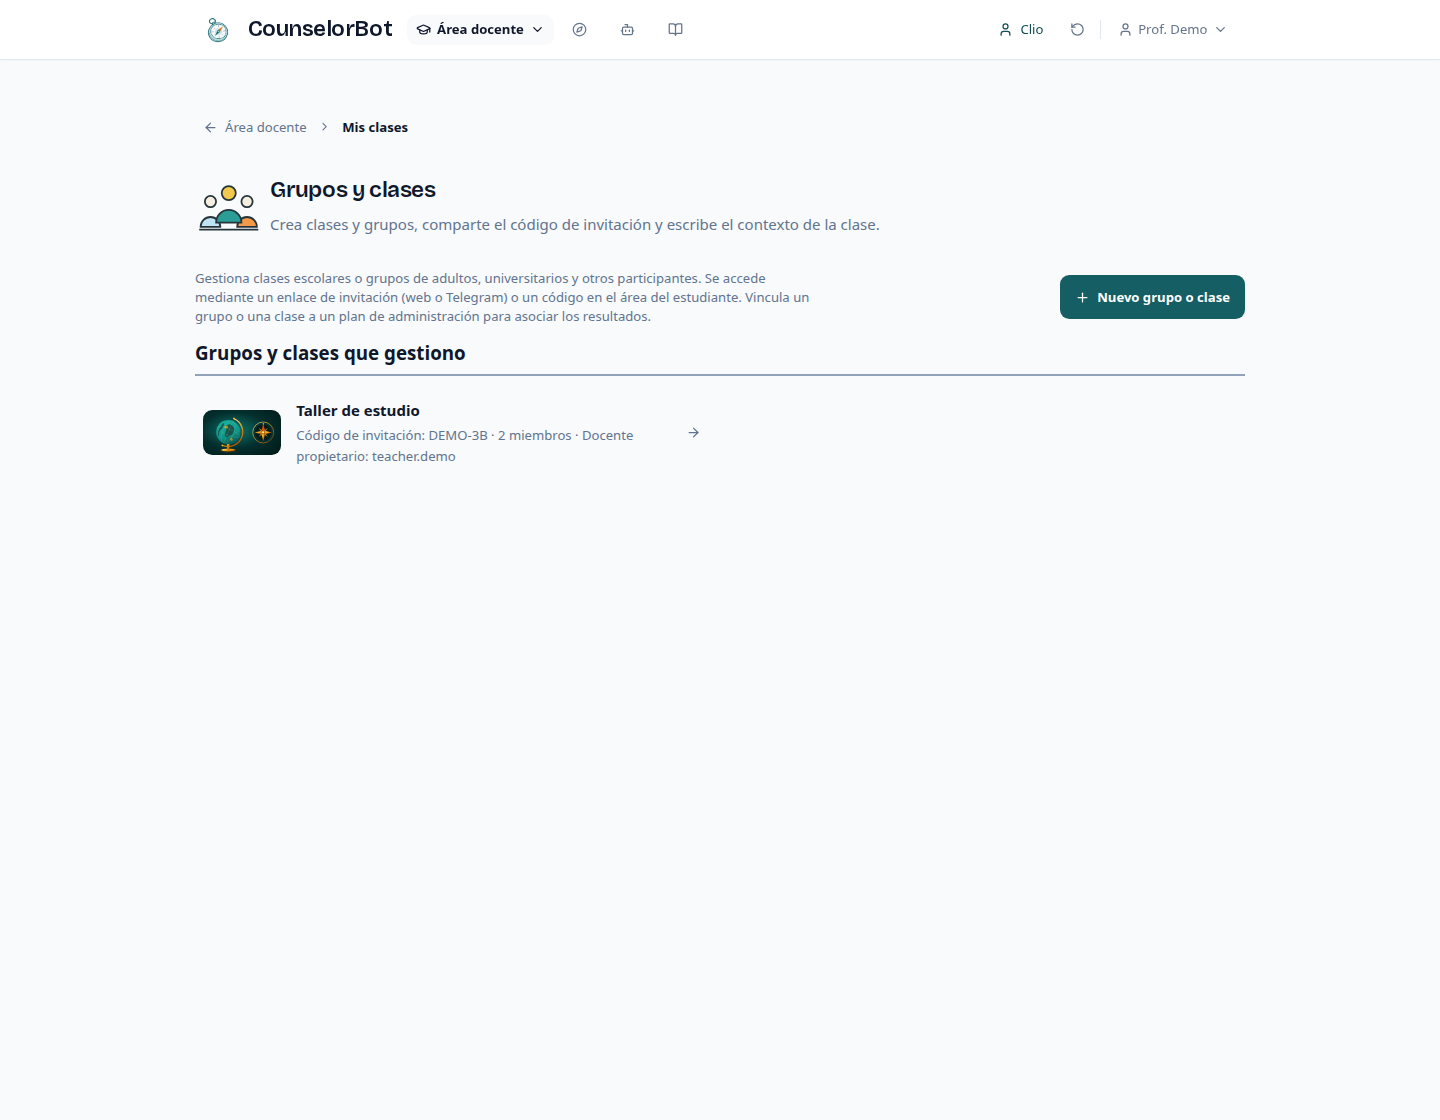 CounselorBot
Área docente
Clio
Prof. Demo
Área docente
Mis clases
Grupos y clases
Crea clases y grupos, comparte el código de invitación y escribe el contexto de la clase.
Gestiona clases escolares o grupos de adultos, universitarios y otros participantes. Se accede
mediante un enlace de invitación (web o Telegram) o un código en el área del estudiante. Vincula un
grupo o una clase a un plan de administración para asociar los resultados.
Nuevo grupo o clase
Grupos y clases que gestiono
Taller de estudio
Código de invitación: DEMO-3B · 2 miembros · Docente
propietario: teacher.demo